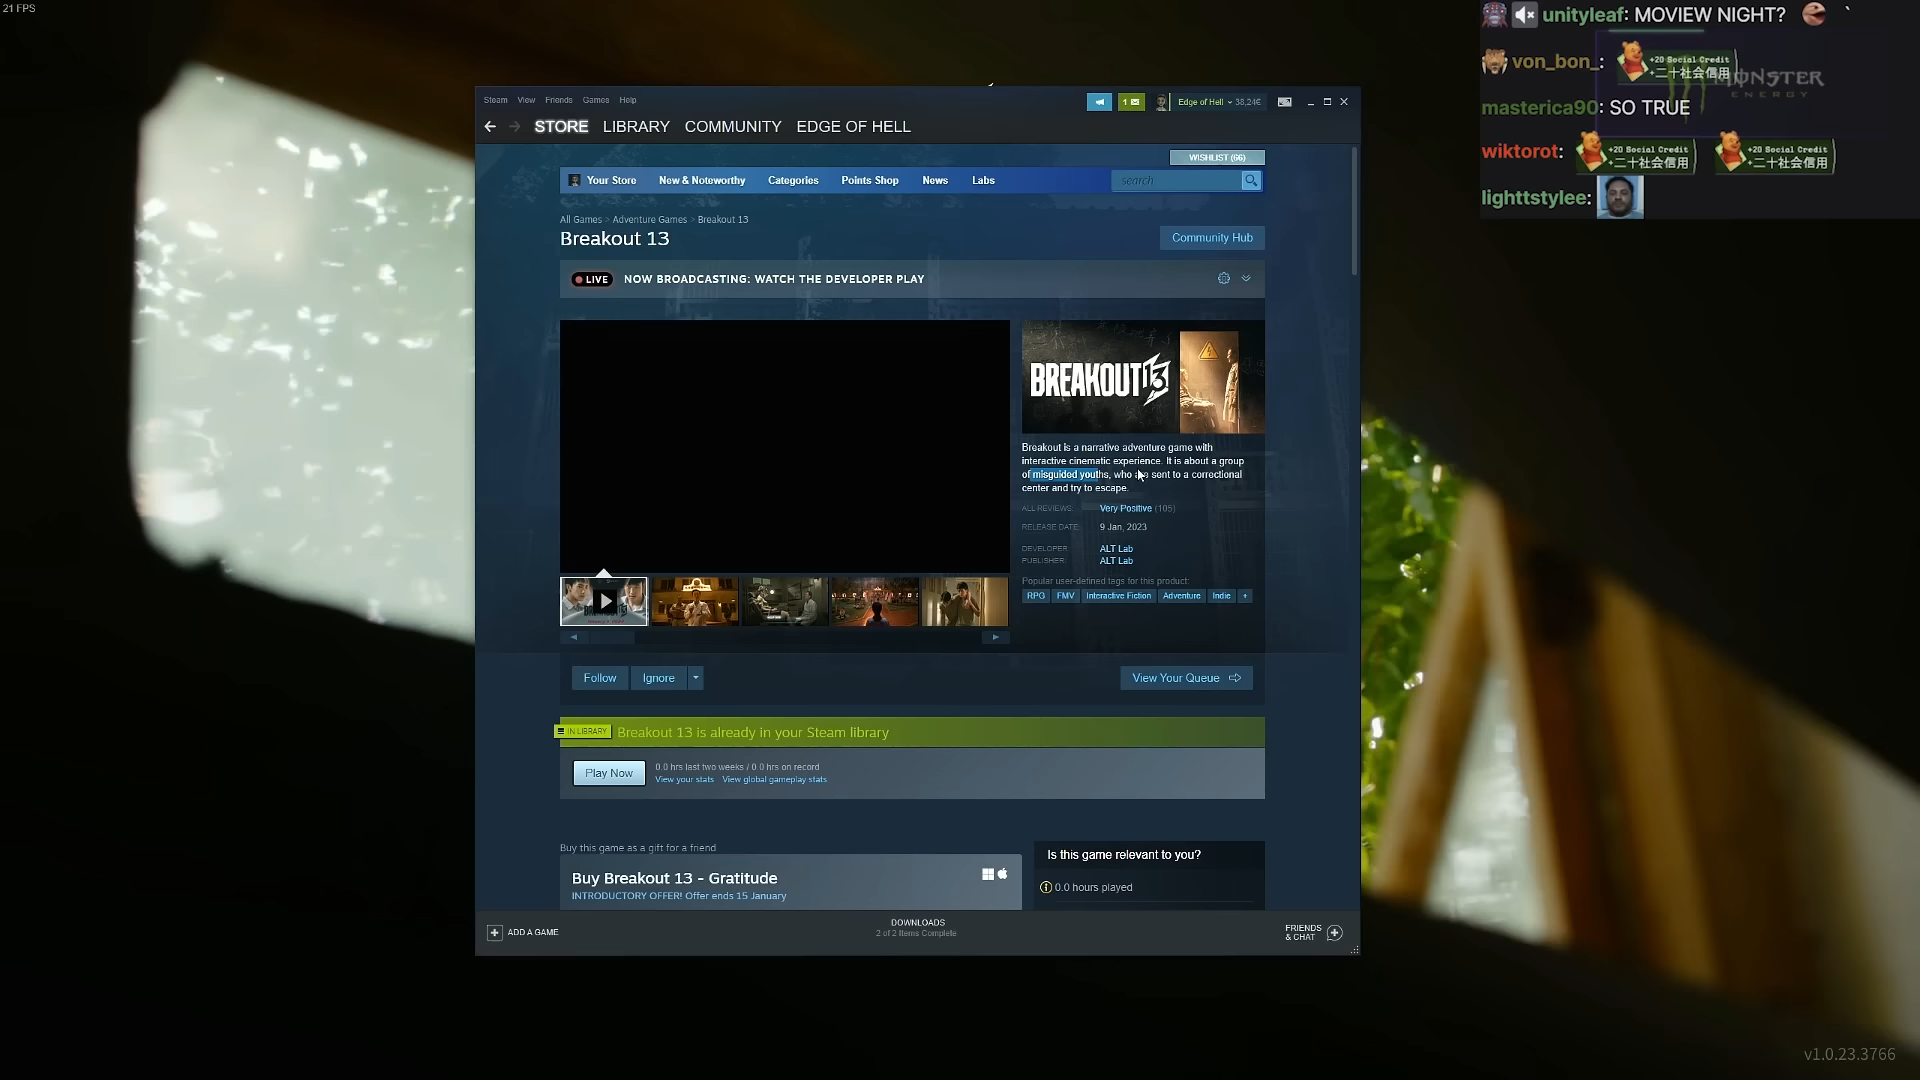 21 FPS
unityleaf: MOVIEW NIGHT?
von_bon_: +20 Social Credit
+二十社会信用
MONSTER
ENERGY
masterica90: SO TRUE
wiktorot: +20 Social Credit +20 Social Credit
+二十社会信用 +二十社会信用
lighttstylee:
Steam View Friends Games Help
1 Edge of Hell 38,24€
STORE LIBRARY COMMUNITY EDGE OF HELL
WISHLIST (66)
Your Store New & Noteworthy Categories Points Shop News Labs search
All Games > Adventure Games > Breakout 13
Breakout 13
Community Hub
LIVE NOW BROADCASTING: WATCH THE DEVELOPER PLAY
BREAKOUT 13
Breakout is a narrative adventure game with
interactive cinematic experience. It is about a group
of misguided youths, who are sent to a correctional
center and try to escape.
ALL REVIEWS: Very Positive (105)
RELEASE DATE: 9 Jan, 2023
DEVELOPER: ALT Lab
PUBLISHER: ALT Lab
Popular user-defined tags for this product:
RPG FMV Interactive Fiction Adventure Indie +
Follow Ignore View Your Queue
IN LIBRARY Breakout 13 is already in your Steam library
Play Now
0.0 hrs last two weeks / 0.0 hrs on record
View your stats View global gameplay stats
Buy this game as a gift for a friend
Buy Breakout 13 - Gratitude
INTRODUCTORY OFFER! Offer ends 15 January
Is this game relevant to you?
0.0 hours played
ADD A GAME
DOWNLOADS
2 of 2 Items Complete
FRIENDS
& CHAT
v1.0.23.3766